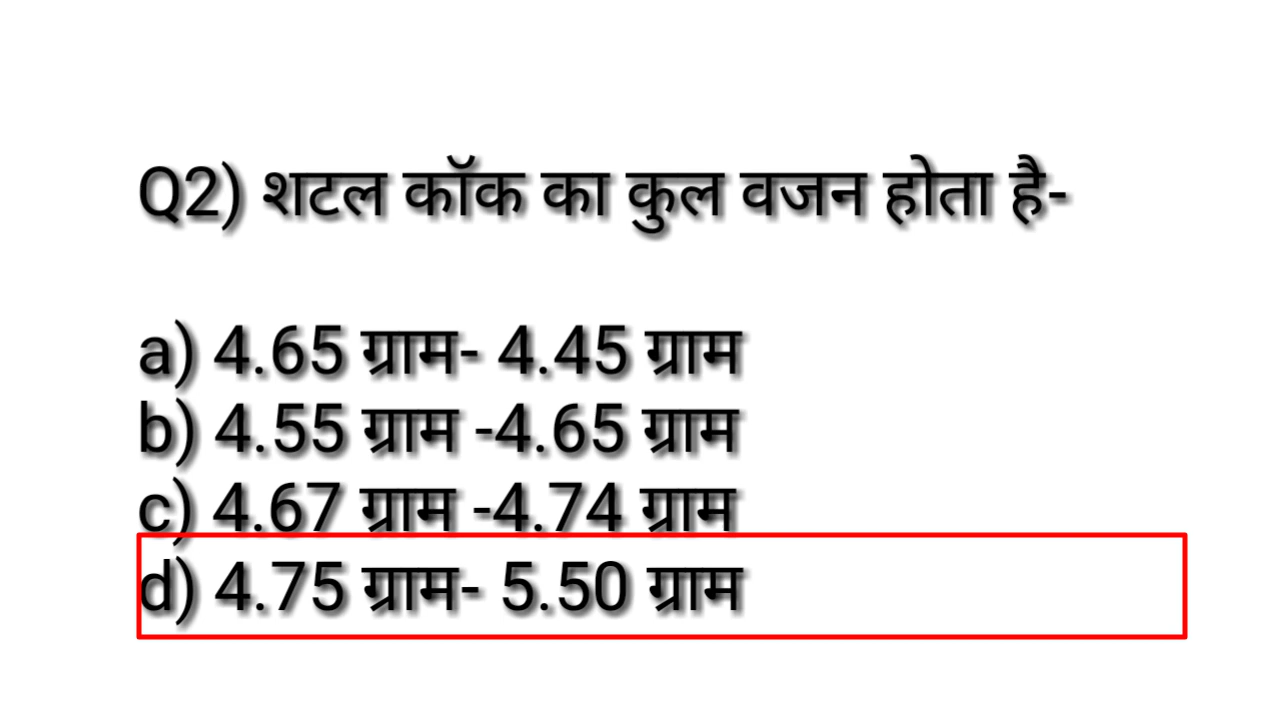 Q2) शटल कॉक का कुल वजन होता है-
a) 4.65 ग्राम- 4.45 ग्राम
b) 4.55 ग्राम -4.65 ग्राम
c) 4.67 ग्राम -4.74 ग्राम
d) 4.75 ग्राम- 5.50 ग्राम